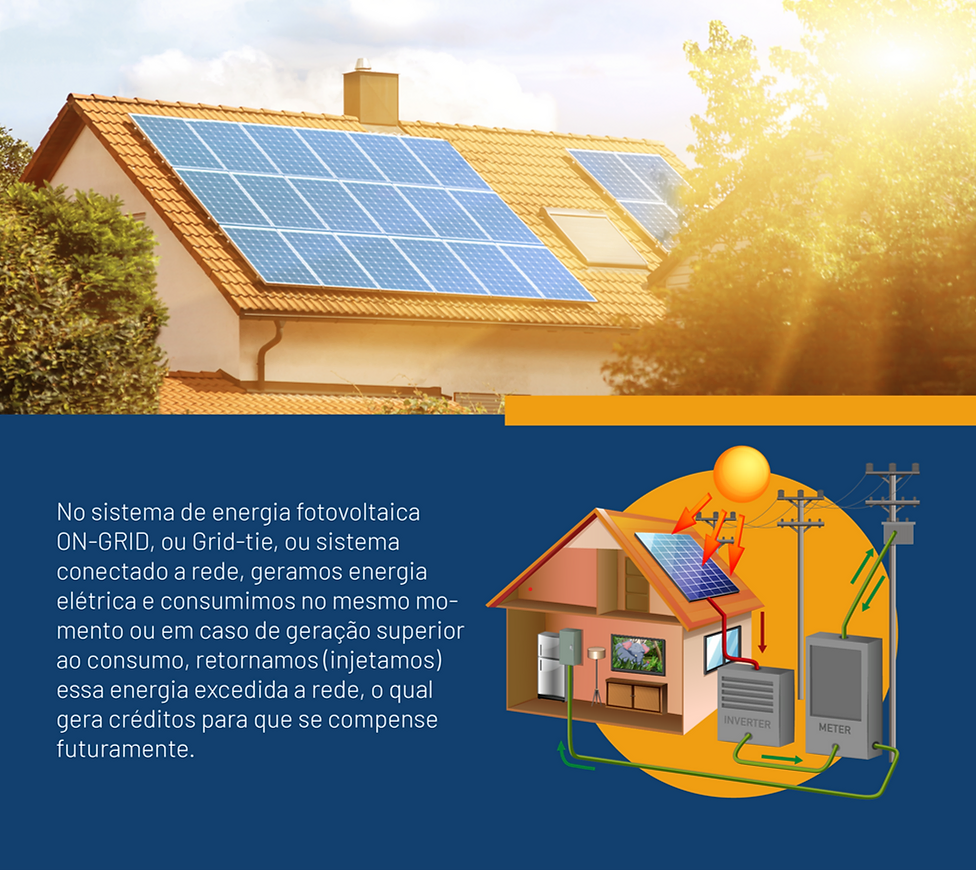 No sistema de energia fotovoltaica
ON-GRID, ou Grid-tie, ou sistema
conectado a rede, geramos energia
elétrica e consumimos no mesmo mo-
mento ou em caso de geração superior
ao consumo, retornamos (injetamos)
essa energia excedida a rede, o qual
gera créditos para que se compense
futuramente.
INVERTER
METER